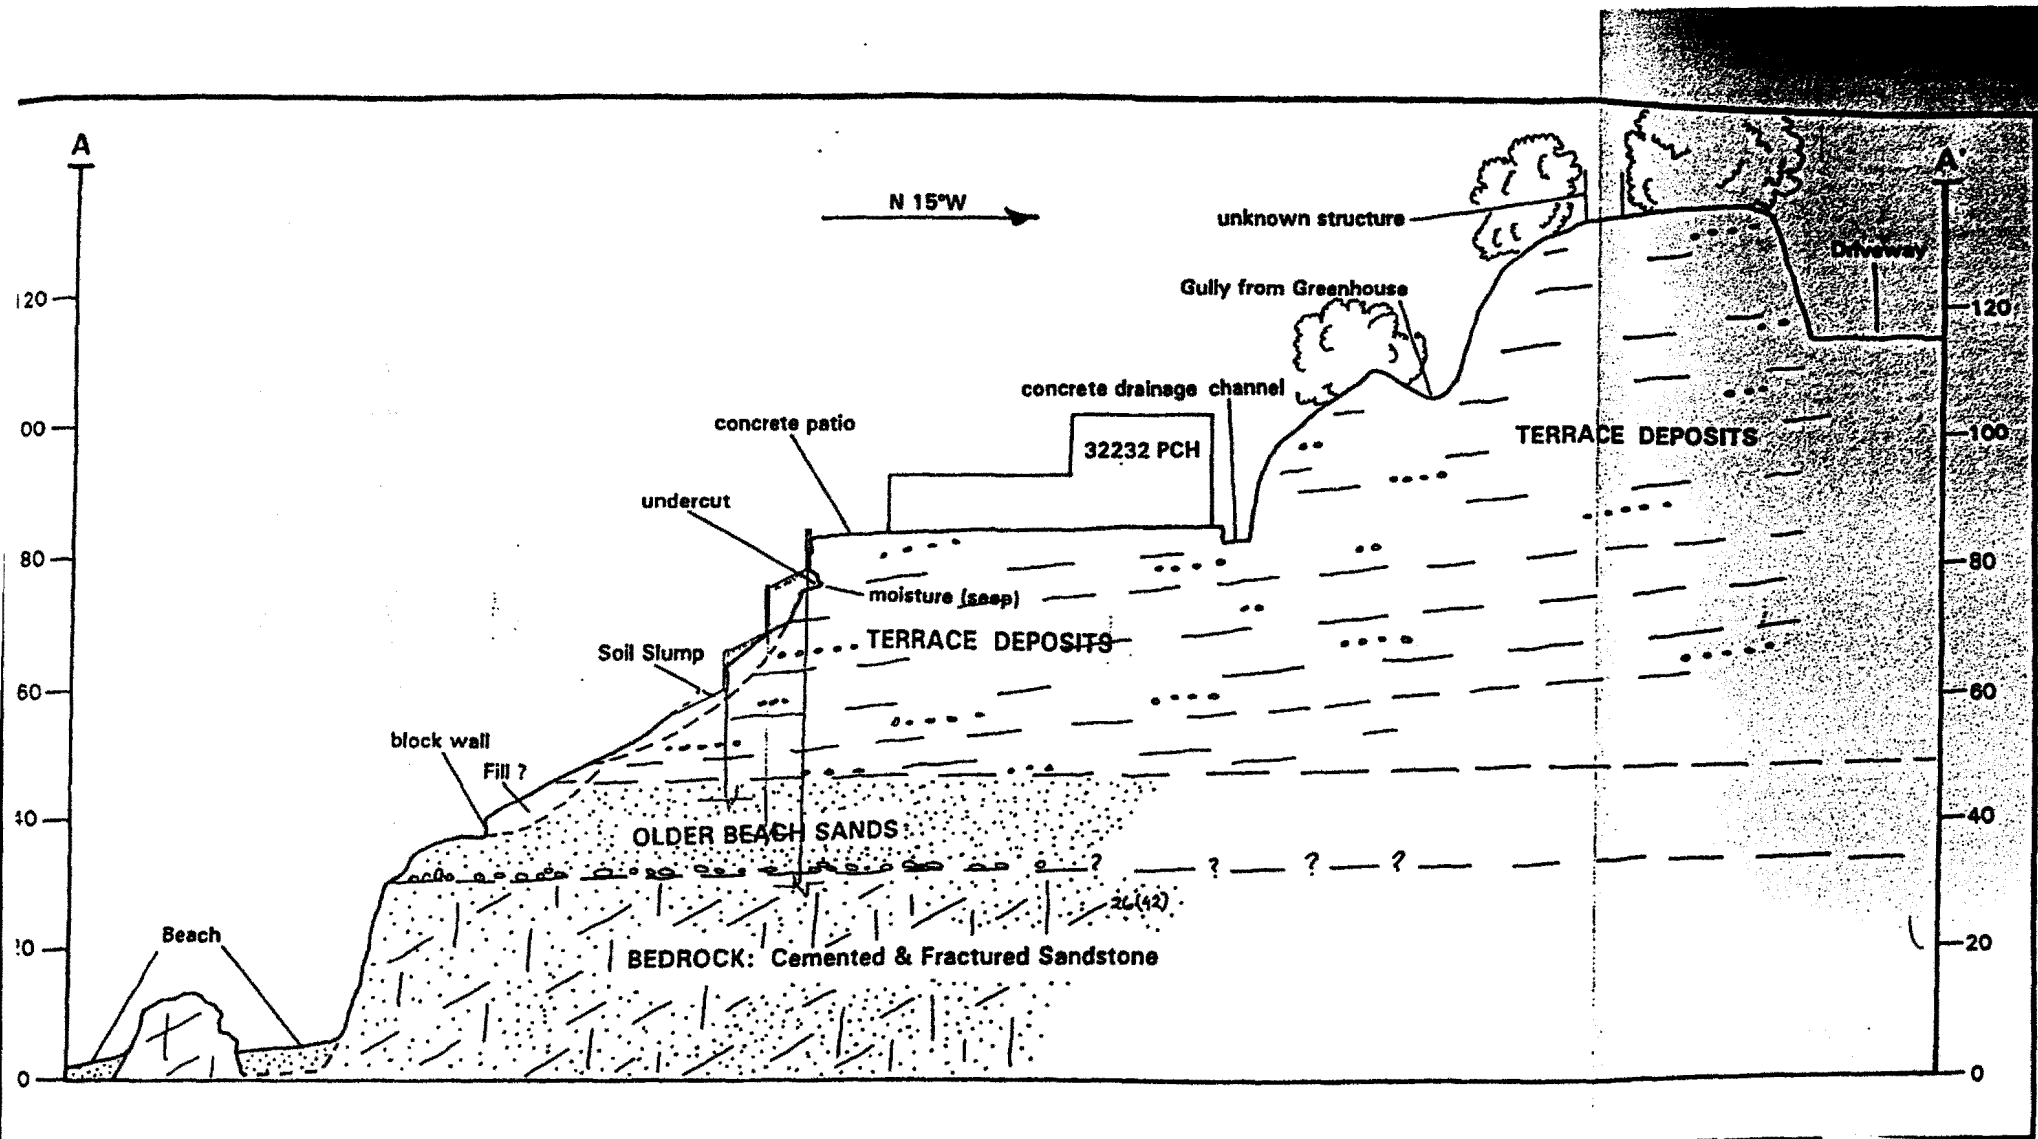 A
A'
N 15°W
unknown structure
Driveway
Gully from Greenhouse
120
120
concrete drainage channel
concrete patio
00
32232 PCH
TERRACE DEPOSITS
100
undercut
80
80
moisture (seep)
TERRACE DEPOSITS
Soil Slump
60
60
block wall
Fill ?
40
OLDER BEACH SANDS
40
? ? ? ?
26(42)
Beach
20
BEDROCK: Cemented & Fractured Sandstone
20
0
0